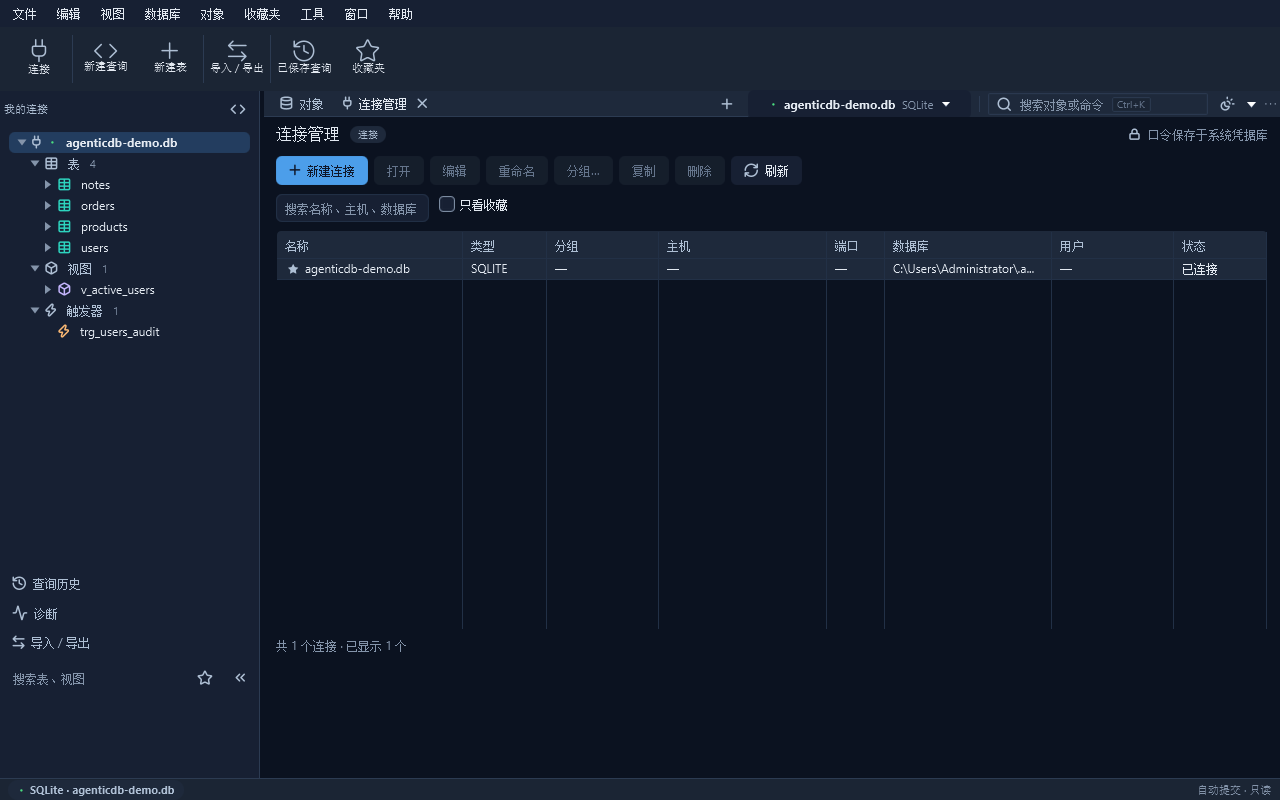 文件 编辑 视图 数据库 对象 收藏夹 工具 窗口 帮助
连接 新建查询 新建表 导入 / 导出 已保存查询 收藏夹
我的连接
agenticdb-demo.db
表 4
notes
orders
products
users
视图 1
v_active_users
触发器 1
trg_users_audit
查询历史
诊断
导入 / 导出
搜索表、视图
对象 连接管理 agenticdb-demo.db SQLite 搜索对象或命令 Ctrl+K
连接管理 连接 口令保存于系统凭据库
新建连接 打开 编辑 重命名 分组... 复制 删除 刷新
搜索名称、主机、数据库 只看收藏
名称 类型 分组 主机 端口 数据库 用户 状态
agenticdb-demo.db SQLITE — — — C:\Users\Administrator\.a... — 已连接
共 1 个连接 · 已显示 1 个
SQLite · agenticdb-demo.db 自动提交 · 只读